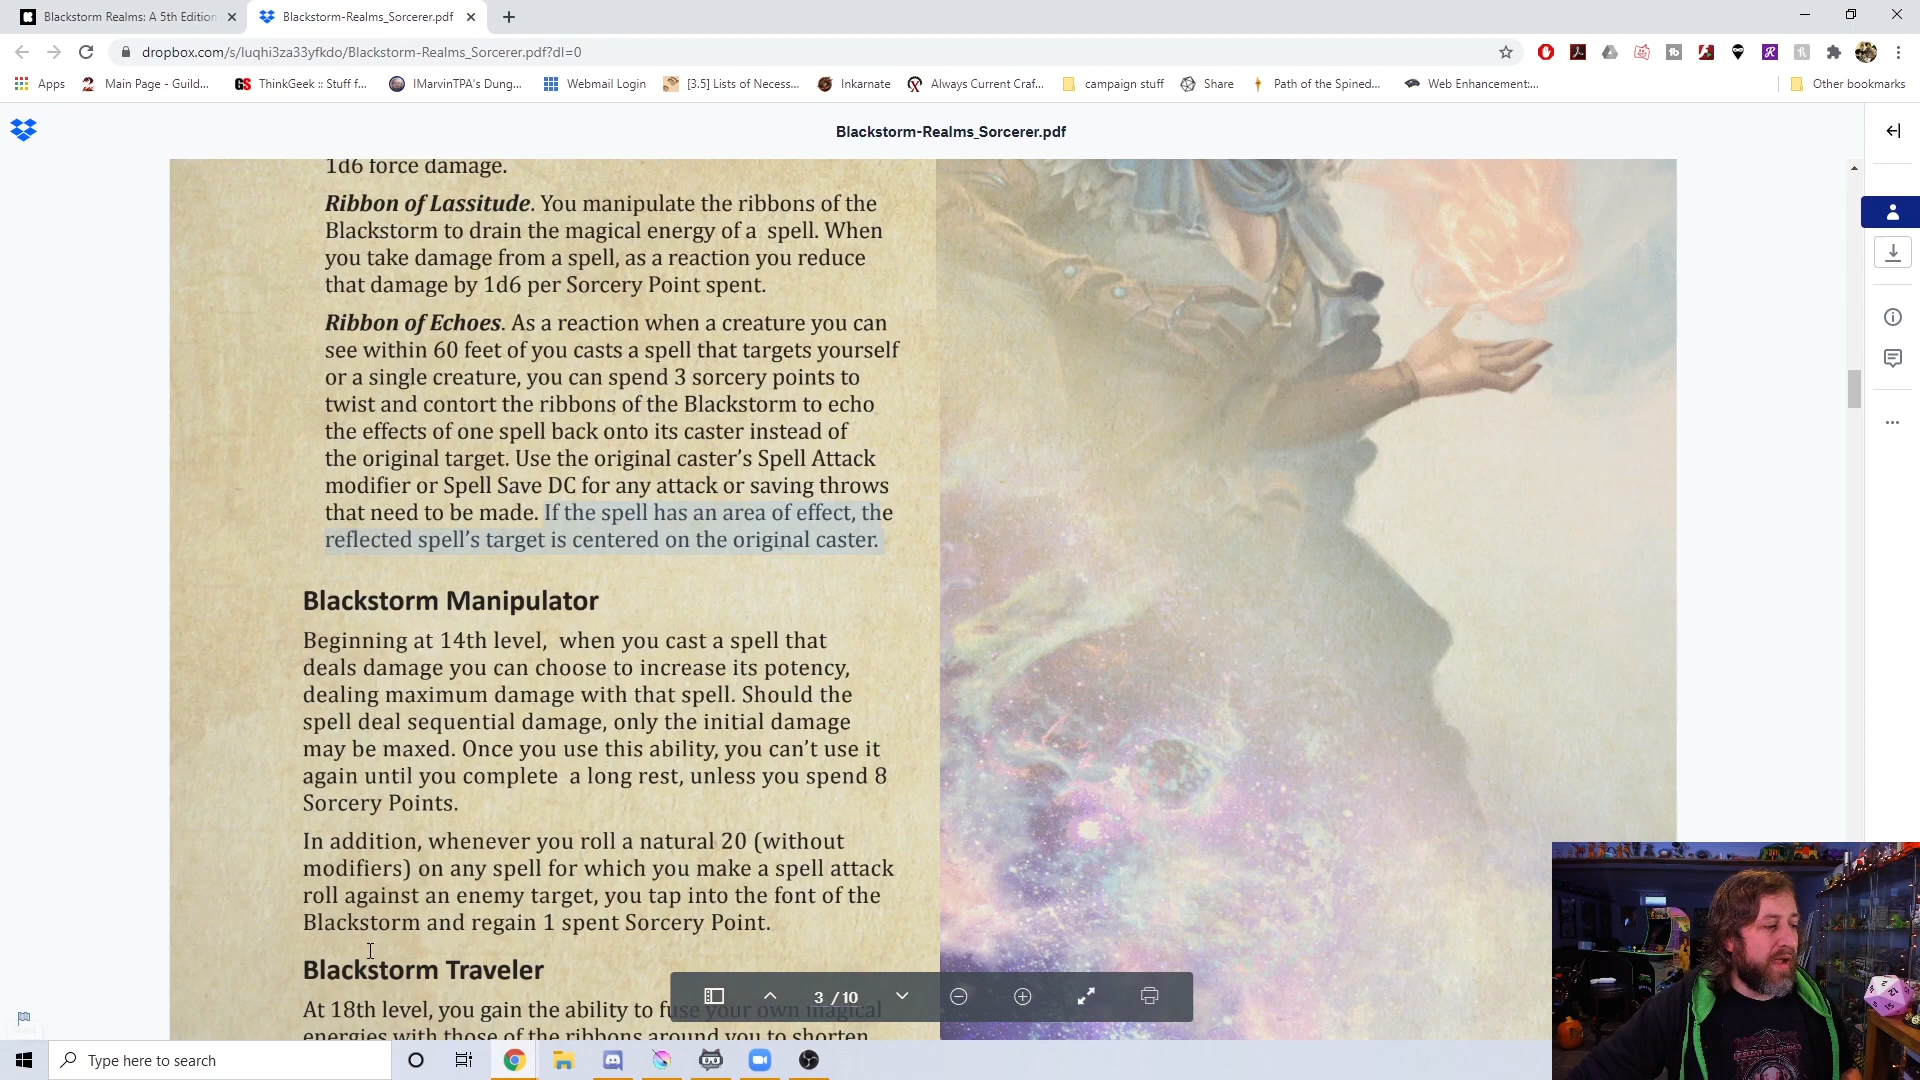 Blackstorm Realms: A 5th Edition
Blackstorm-Realms_Sorcerer.pdf
dropbox.com/s/luqhi3za33yfkdo/Blackstorm-Realms_Sorcerer.pdf?dl=0
Apps
Main Page - Guild...
GS
ThinkGeek :: Stuff f...
IMarvinTPA's Dung...
Webmail Login
[3.5] Lists of Necess...
Inkarnate
Always Current Craf...
campaign stuff
Share
Path of the Spined...
Web Enhancement:...
Other bookmarks
Blackstorm-Realms_Sorcerer.pdf
1d6 force damage.
Ribbon of Lassitude. You manipulate the ribbons of the
Blackstorm to drain the magical energy of a spell. When
you take damage from a spell, as a reaction you reduce
that damage by 1d6 per Sorcery Point spent.
Ribbon of Echoes. As a reaction when a creature you can
see within 60 feet of you casts a spell that targets yourself
or a single creature, you can spend 3 sorcery points to
twist and contort the ribbons of the Blackstorm to echo
the effects of one spell back onto its caster instead of
the original target. Use the original caster's Spell Attack
modifier or Spell Save DC for any attack or saving throws
that need to be made. If the spell has an area of effect, the
reflected spell's target is centered on the original caster.
Blackstorm Manipulator
Beginning at 14th level, when you cast a spell that
deals damage you can choose to increase its potency,
dealing maximum damage with that spell. Should the
spell deal sequential damage, only the initial damage
may be maxed. Once you use this ability, you can't use it
again until you complete a long rest, unless you spend 8
Sorcery Points.
In addition, whenever you roll a natural 20 (without
modifiers) on any spell for which you make a spell attack
roll against an enemy target, you tap into the font of the
Blackstorm and regain 1 spent Sorcery Point.
Blackstorm Traveler
At 18th level, you gain the ability to fuse your own magical
energies with those of the ribbons around you to shorten
3 / 10
Type here to search